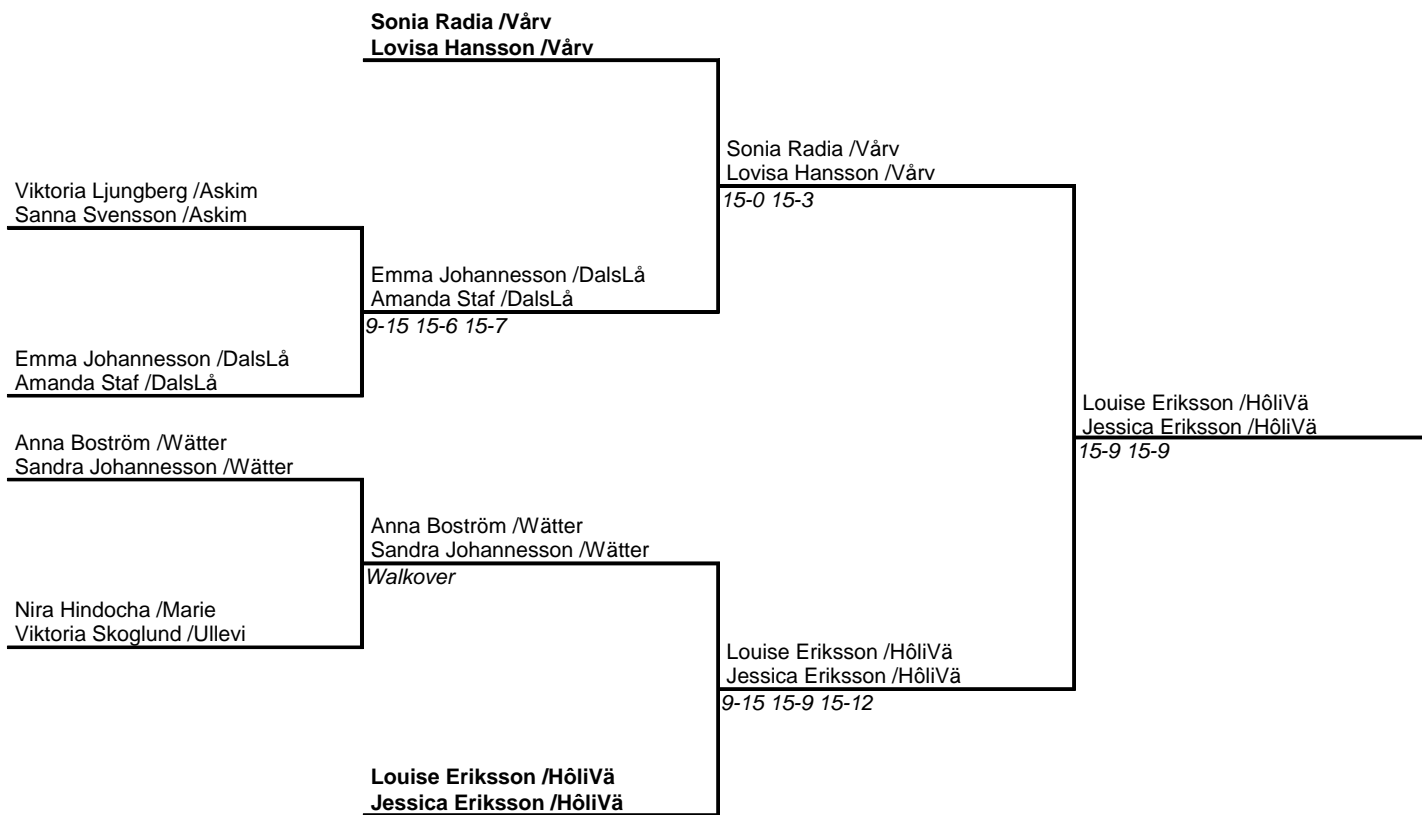 Sonia Radia /Vårv
Lovisa Hansson /Vårv
Sonia Radia /Vårv
Lovisa Hansson /Vårv
15-0 15-3
Viktoria Ljungberg /Askim
Sanna Svensson /Askim
Emma Johannesson /DalsLå
Amanda Staf /DalsLå
9-15 15-6 15-7
Emma Johannesson /DalsLå
Amanda Staf /DalsLå
Louise Eriksson /HôliVä
Jessica Eriksson /HôliVä
15-9 15-9
Anna Boström /Wätter
Sandra Johannesson /Wätter
Anna Boström /Wätter
Sandra Johannesson /Wätter
Walkover
Nira Hindocha /Marie
Viktoria Skoglund /Ullevi
Louise Eriksson /HôliVä
Jessica Eriksson /HôliVä
9-15 15-9 15-12
Louise Eriksson /HôliVä
Jessica Eriksson /HôliVä